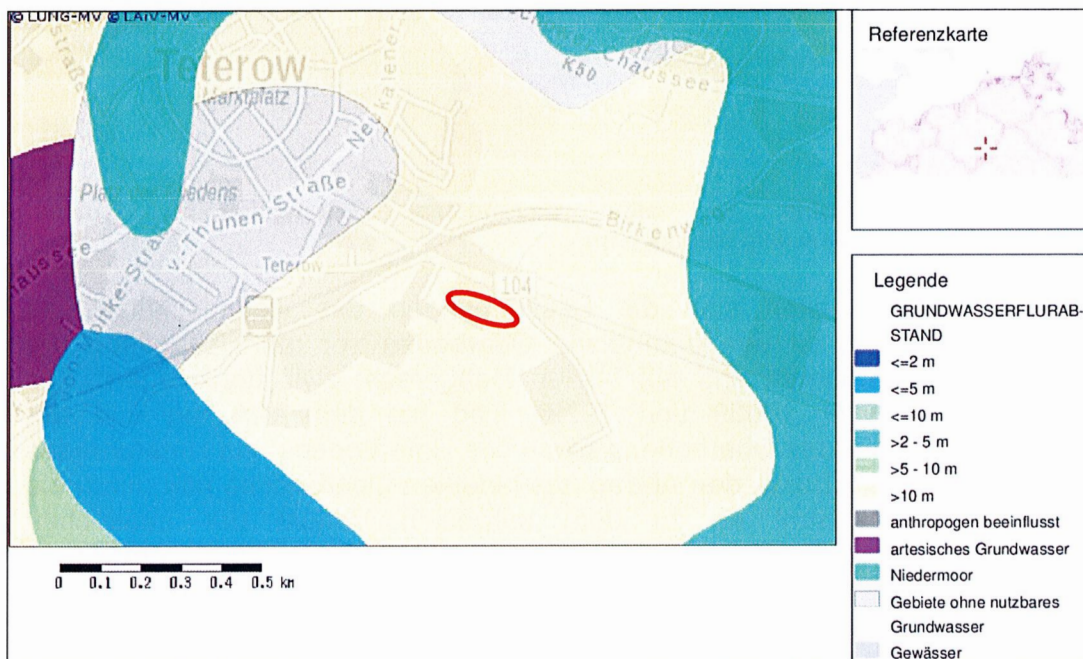 © LUNG-MV © LAiV-MV
Teterow
Marktplatz
K50
Chaussee
Platz des Friedens
v.-Thünen-Straße
Birkenweg
Teterow
104
von-Moltke-Straße
0 0.1 0.2 0.3 0.4 0.5 km
Referenzkarte
Legende
GRUNDWASSERFLURAB-
STAND
<=2 m
<=5 m
<=10 m
>2 - 5 m
>5 - 10 m
>10 m
anthropogen beeinflusst
artesisches Grundwasser
Niedermoor
Gebiete ohne nutzbares
Grundwasser
Gewässer